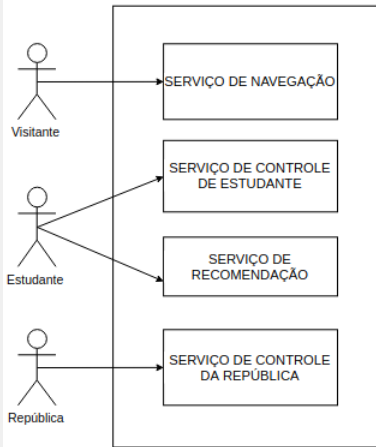 SERVIÇO DE NAVEGAÇÃO
Visitante
SERVIÇO DE CONTROLE
DE ESTUDANTE
Estudante
SERVIÇO DE
RECOMENDAÇÃO
SERVIÇO DE CONTROLE
DA REPÚBLICA
República